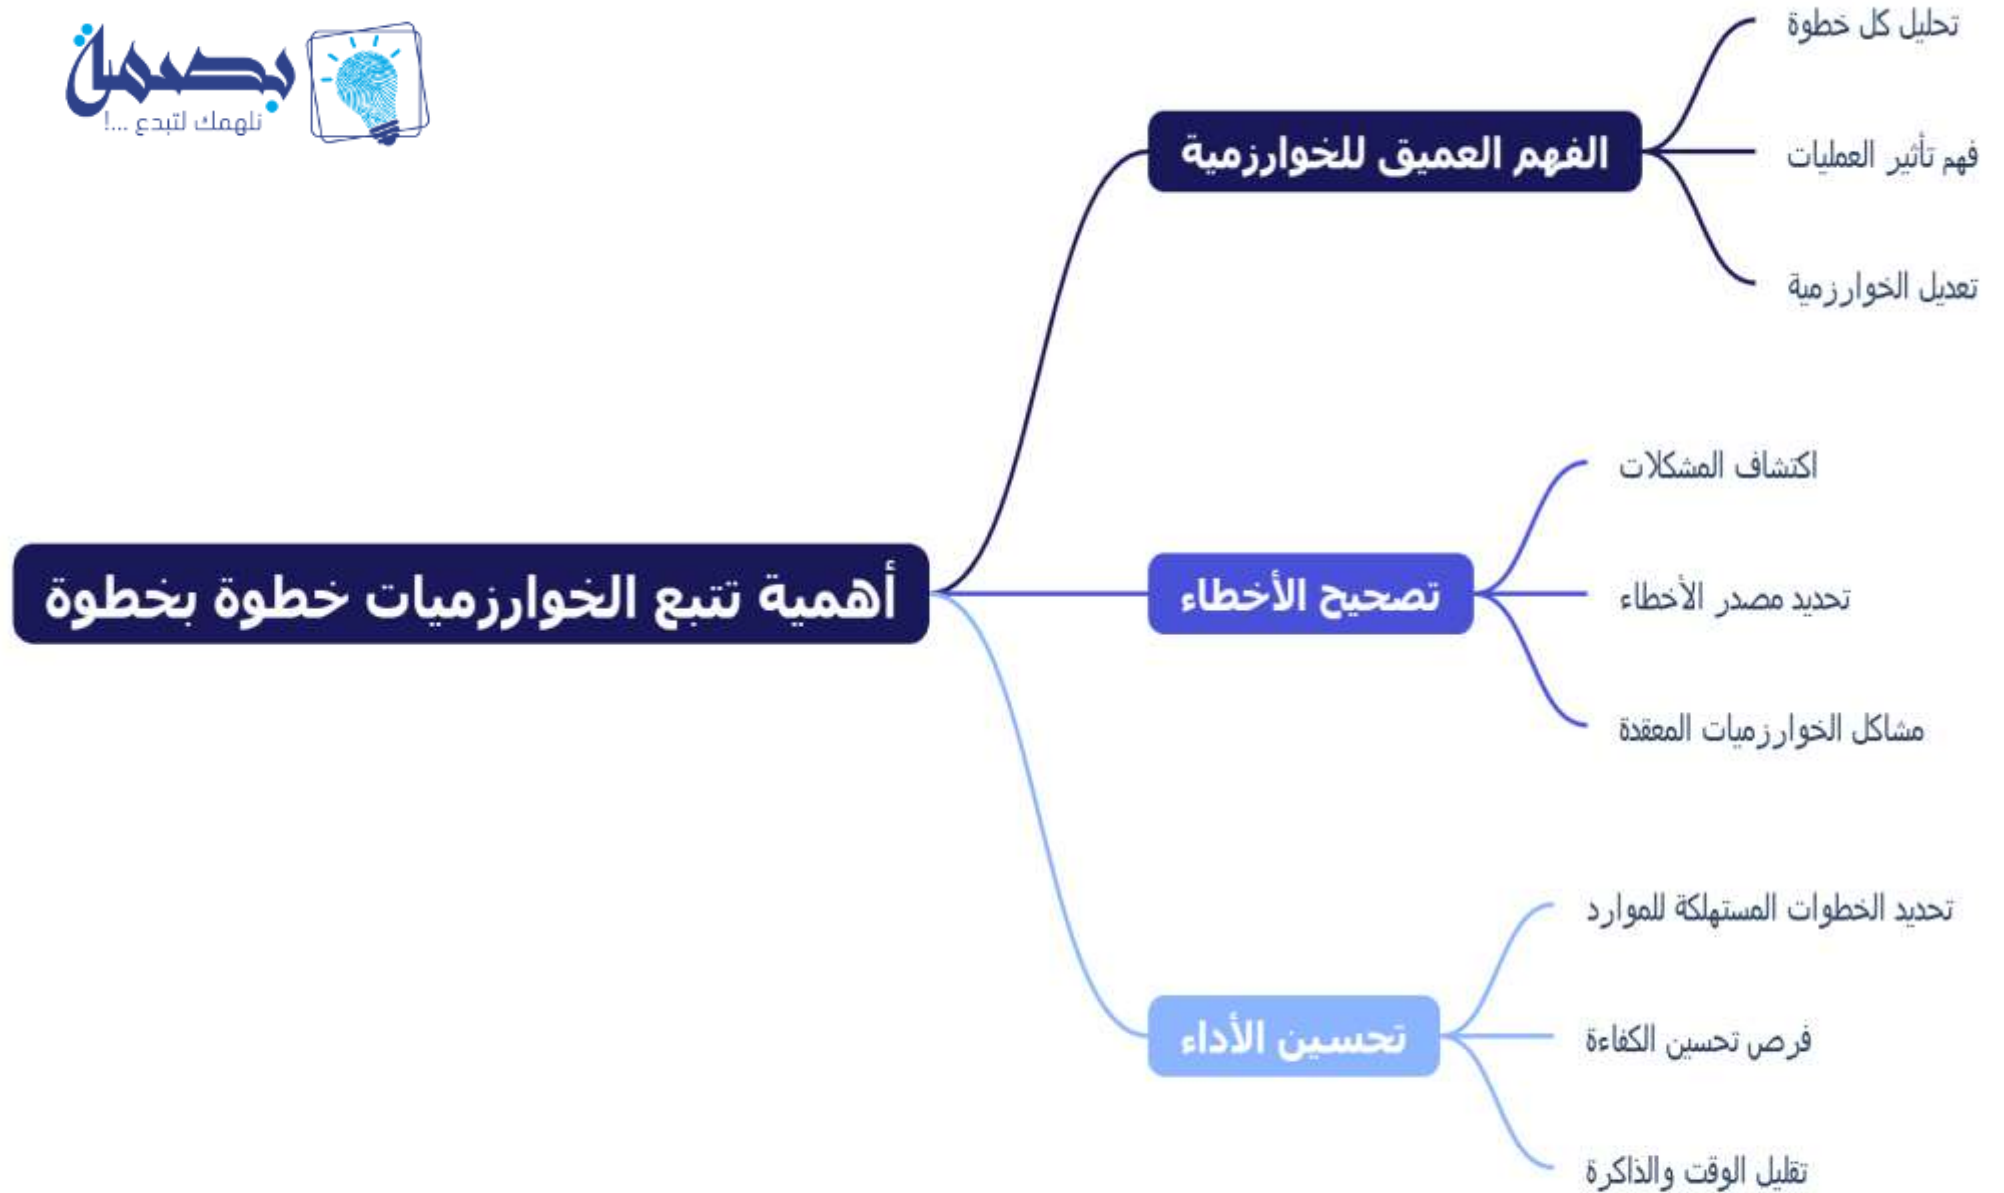 بصمة
نلهمك لتبدع ...!
أهمية تتبع الخوارزميات خطوة بخطوة
الفهم العميق للخوارزمية
تحليل كل خطوة
فهم تأثير العمليات
تعديل الخوارزمية
تصحيح الأخطاء
اكتشاف المشكلات
تحديد مصدر الأخطاء
مشاكل الخوارزميات المعقدة
تحسين الأداء
تحديد الخطوات المستهلكة للموارد
فرص تحسين الكفاءة
تقليل الوقت والذاكرة